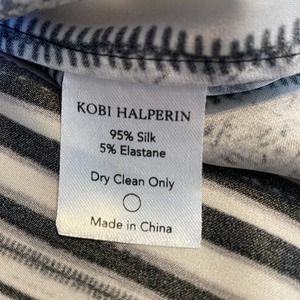 KOBI HALPERIN
95% Silk
5% Elastane
Dry Clean Only
Made in China